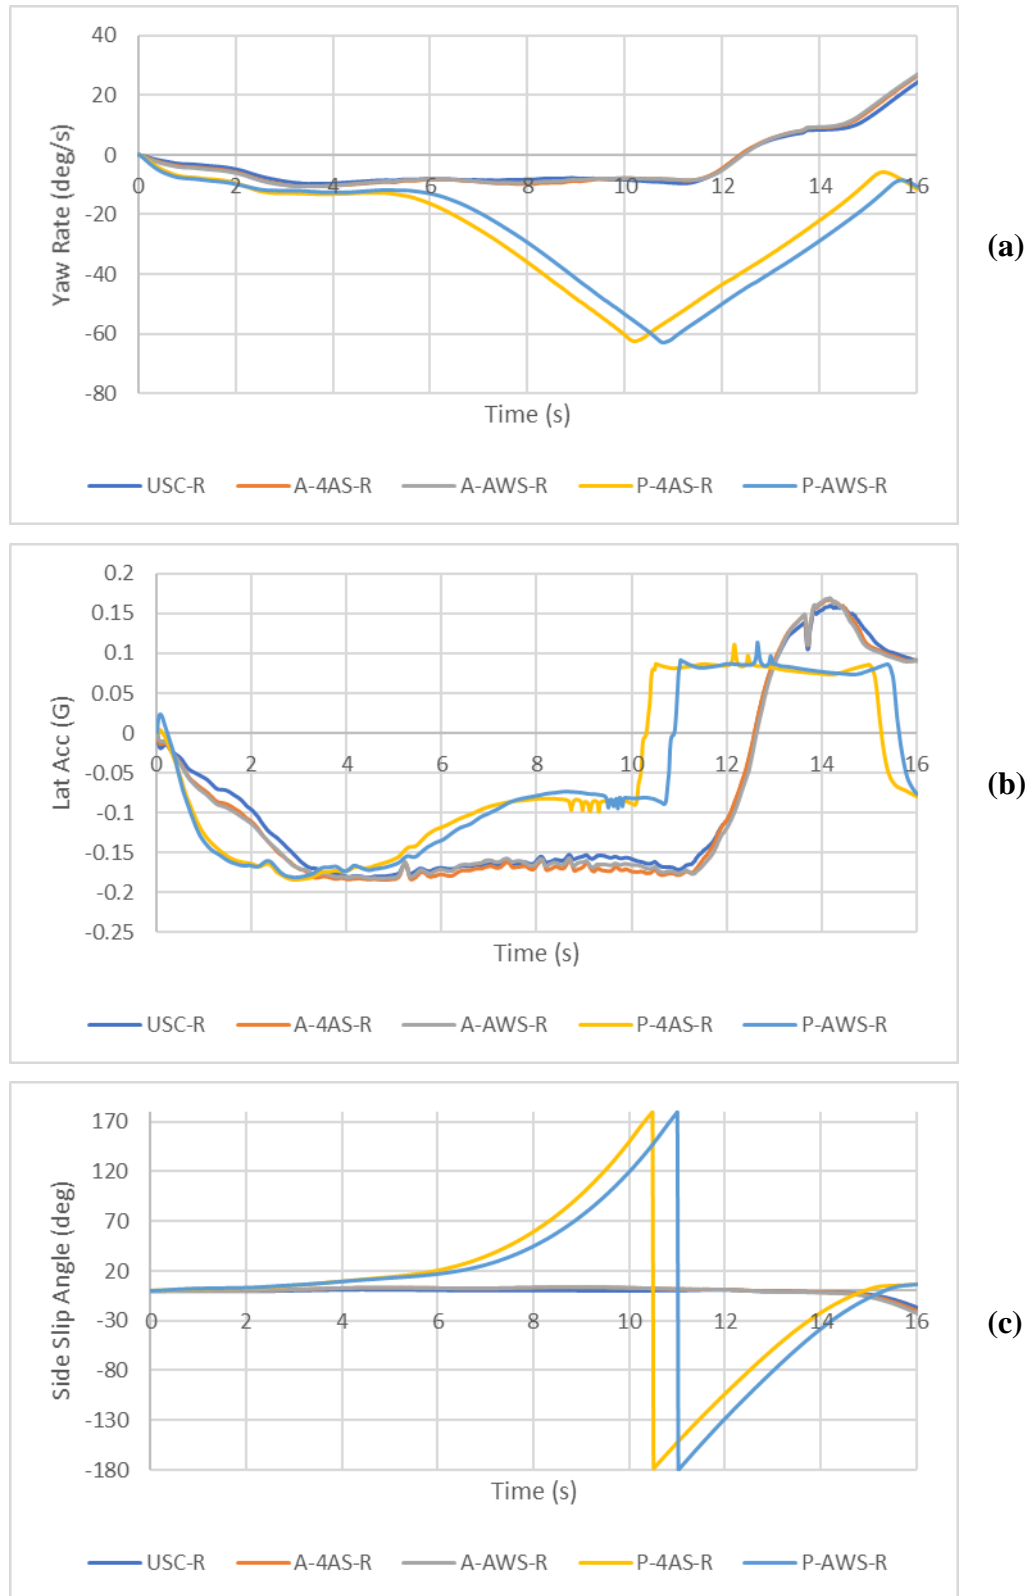 40
20
0
-20
-40
-60
-80
0 2 4 6 8 10 12 14 16
Yaw Rate (deg/s)
Time (s)
USC-R A-4AS-R A-AWS-R P-4AS-R P-AWS-R
(a)
0.2
0.15
0.1
0.05
0
-0.05
-0.1
-0.15
-0.2
-0.25
0 2 4 6 8 10 12 14 16
Lat Acc (G)
Time (s)
USC-R A-4AS-R A-AWS-R P-4AS-R P-AWS-R
(b)
170
120
70
20
-30
-80
-130
-180
0 2 4 6 8 10 12 14 16
Side Slip Angle (deg)
Time (s)
USC-R A-4AS-R A-AWS-R P-4AS-R P-AWS-R
(c)